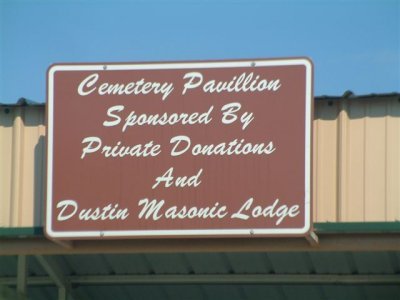 Cemetery Pavillion
Sponsored By
Private Donations
And
Dustin Masonic Lodge